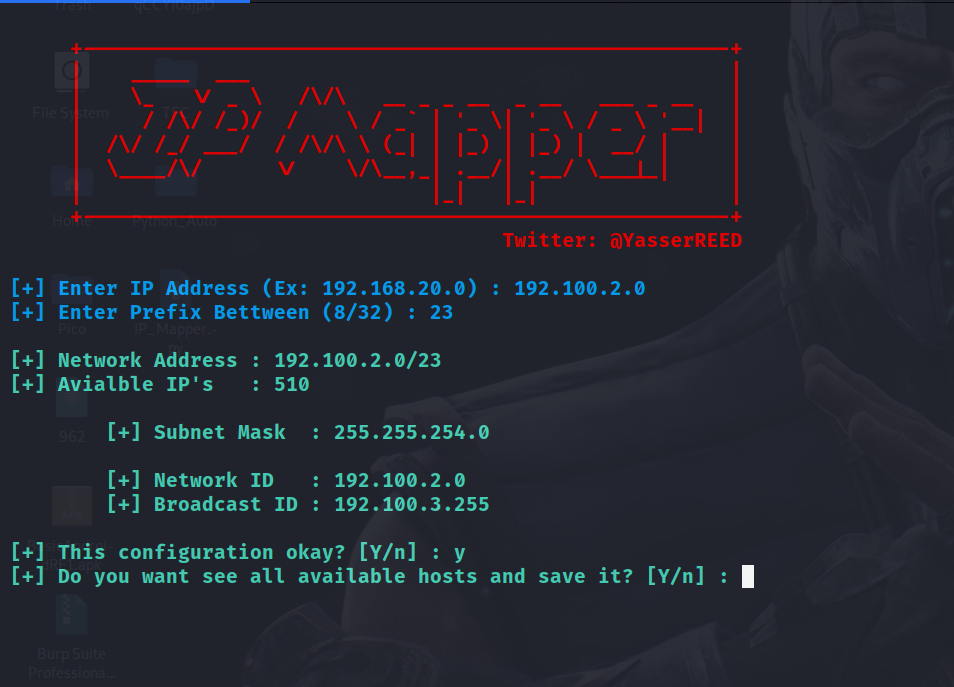 Trash qCCYj0ajpD
IP Mapper
File System
Home Python_Auto
Twitter: @YasserREED
[+] Enter IP Address (Ex: 192.168.20.0) : 192.100.2.0
[+] Enter Prefix Bettween (8/32) : 23
Pico IP_Mapper.-
py
[+] Network Address : 192.100.2.0/23
[+] Avialble IP's : 510
962
[+] Subnet Mask : 255.255.254.0
[+] Network ID : 192.100.2.0
[+] Broadcast ID : 192.100.3.255
[+] This configuration okay? [Y/n] : y
[+] Do you want see all available hosts and save it? [Y/n] :
Burp Suite
Professiona...